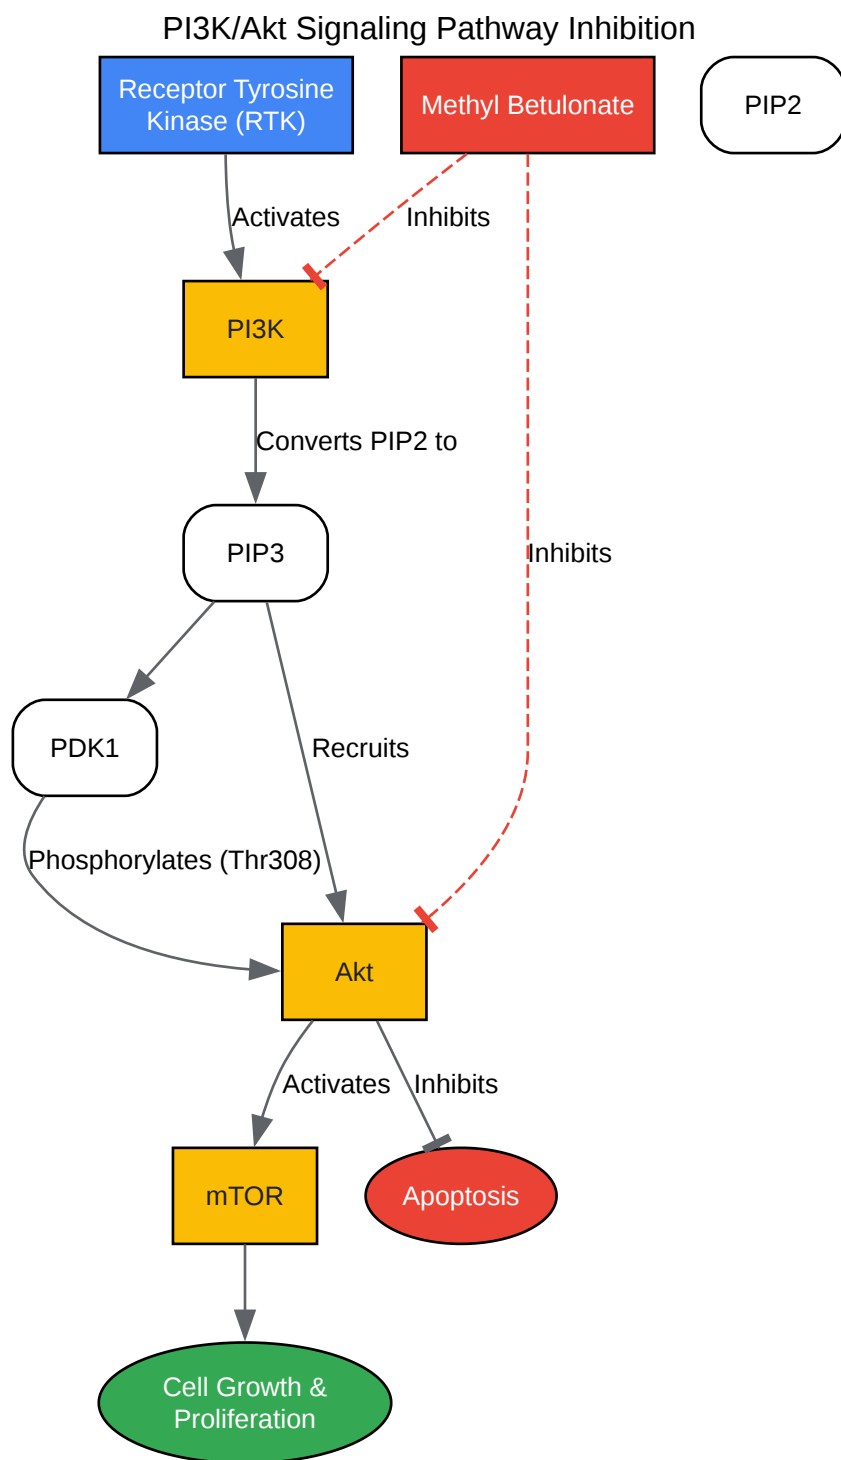 PI3K/Akt Signaling Pathway Inhibition
Receptor Tyrosine
Kinase (RTK)
Methyl Betulonate
PIP2
Activates
Inhibits
PI3K
Converts PIP2 to
PIP3
Inhibits
PDK1
Recruits
Phosphorylates (Thr308)
Akt
Activates
Inhibits
mTOR
Apoptosis
Cell Growth &
Proliferation